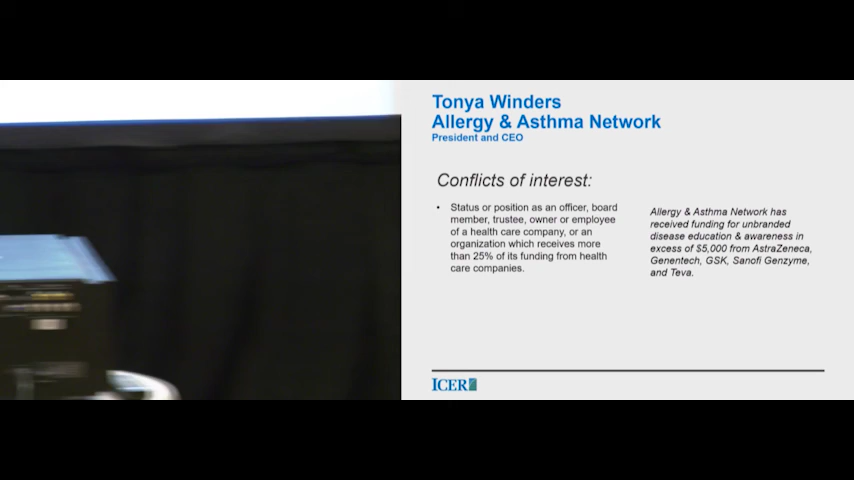 Tonya Winders
Allergy & Asthma Network
President and CEO
Conflicts of interest:
• Status or position as an officer, board
member, trustee, owner or employee
of a health care company, or an
organization which receives more
than 25% of its funding from health
care companies.
Allergy & Asthma Network has
received funding for unbranded
disease education & awareness in
excess of $5,000 from AstraZeneca,
Genentech, GSK, Sanofi Genzyme,
and Teva.
ICER